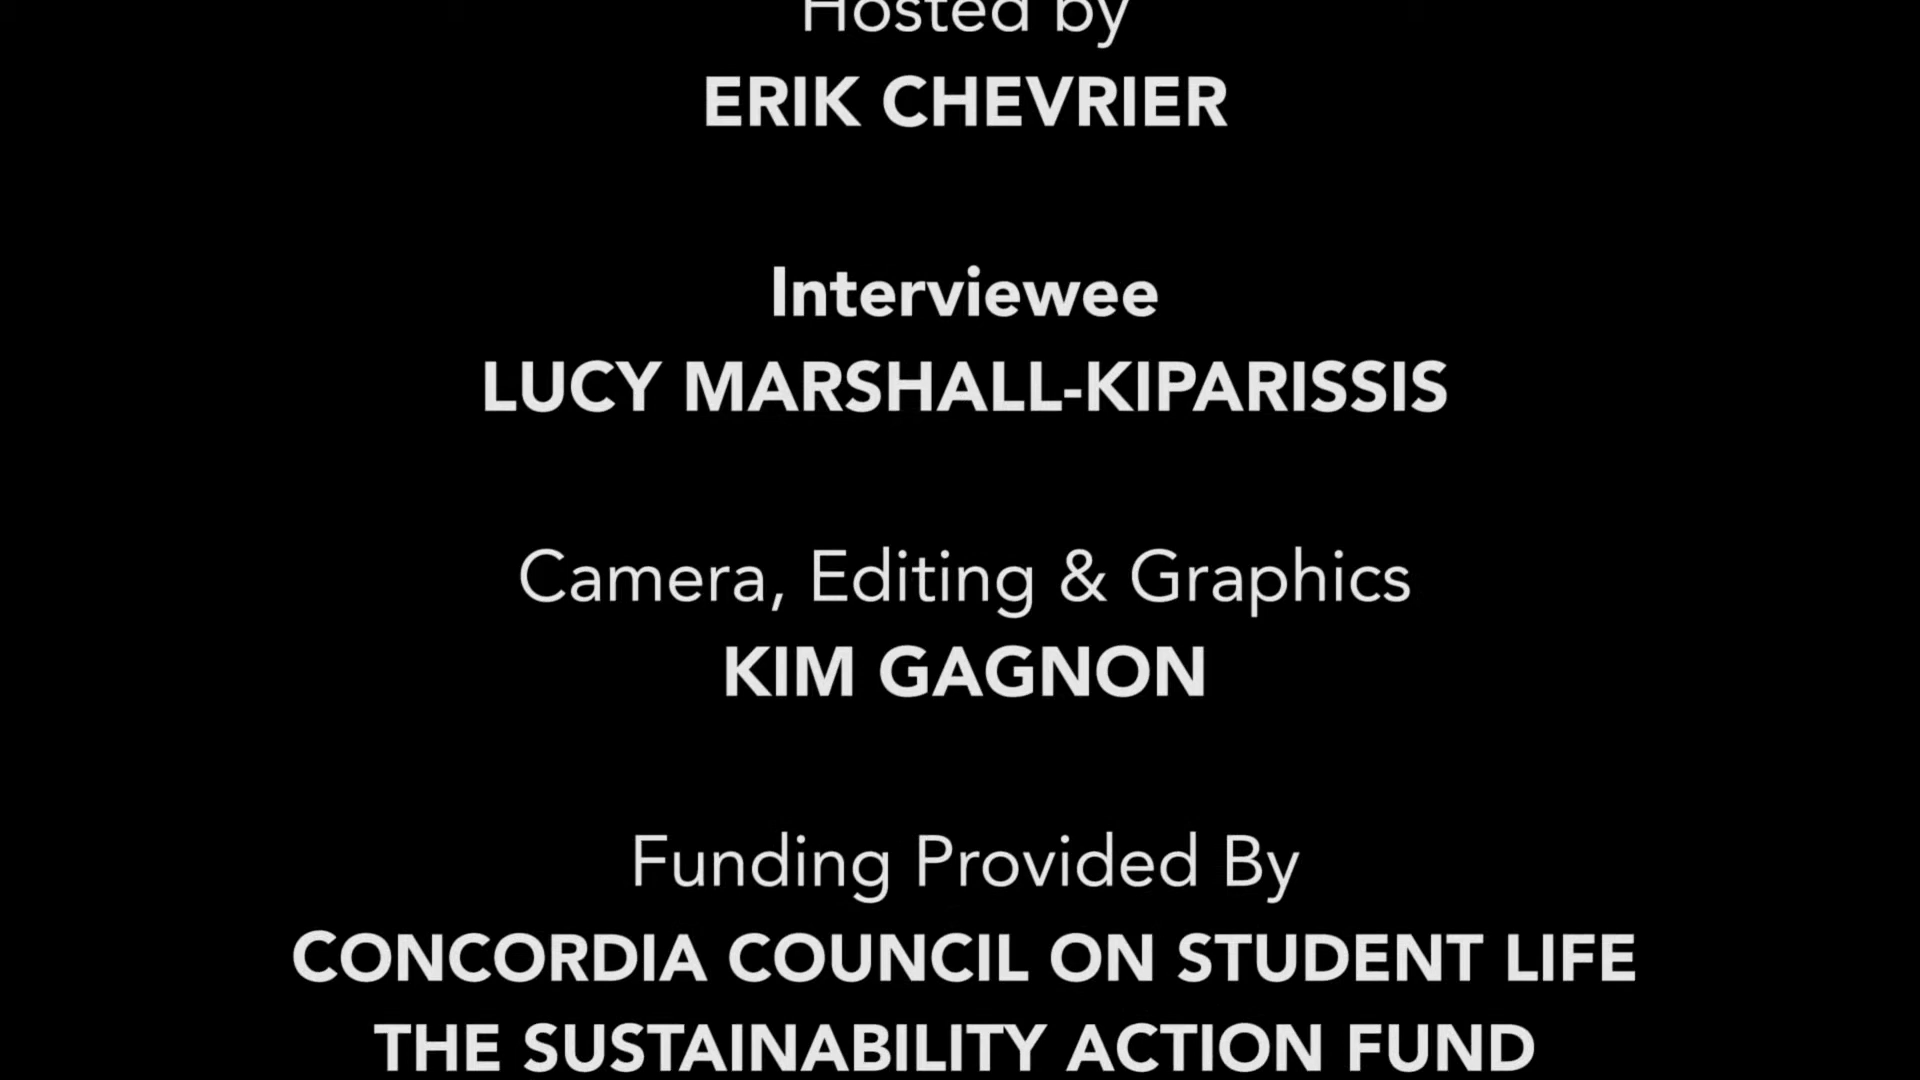 Hosted by
ERIK CHEVRIER
Interviewee
LUCY MARSHALL-KIPARISSIS
Camera, Editing & Graphics
KIM GAGNON
Funding Provided By
CONCORDIA COUNCIL ON STUDENT LIFE
THE SUSTAINABILITY ACTION FUND